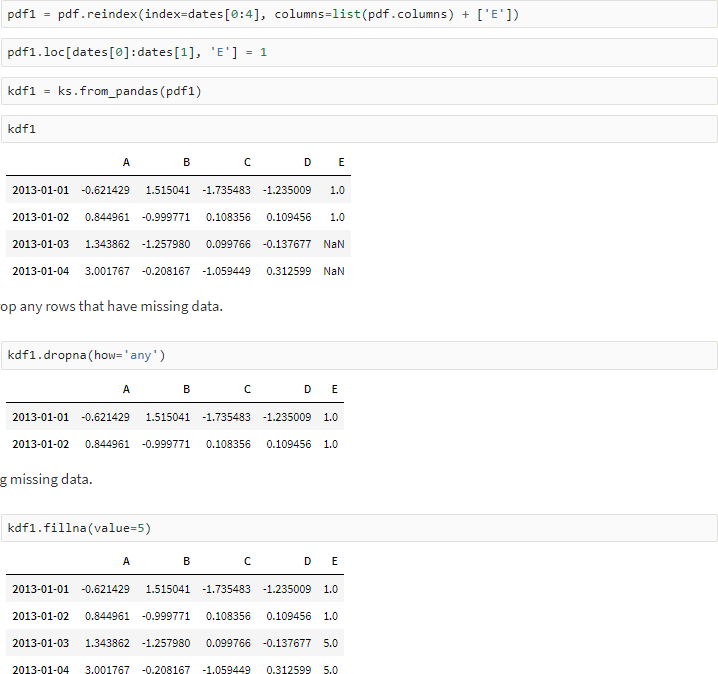 pdf1 = pdf.reindex(index=dates[0:4], columns=list(pdf.columns) + ['E'])
pdf1.loc[dates[0]:dates[1], 'E'] = 1
kdf1 = ks.from_pandas(pdf1)
kdf1
A B C D E
2013-01-01 -0.621429 1.515041 -1.735483 -1.235009 1.0
2013-01-02 0.844961 -0.999771 0.108356 0.109456 1.0
2013-01-03 1.343862 -1.257980 0.099766 -0.137677 NaN
2013-01-04 3.001767 -0.208167 -1.059449 0.312599 NaN
op any rows that have missing data.
kdf1.dropna(how='any')
A B C D E
2013-01-01 -0.621429 1.515041 -1.735483 -1.235009 1.0
2013-01-02 0.844961 -0.999771 0.108356 0.109456 1.0
g missing data.
kdf1.fillna(value=5)
A B C D E
2013-01-01 -0.621429 1.515041 -1.735483 -1.235009 1.0
2013-01-02 0.844961 -0.999771 0.108356 0.109456 1.0
2013-01-03 1.343862 -1.257980 0.099766 -0.137677 5.0
2013-01-04 3.001767 -0.208167 -1.059449 0.312599 5.0